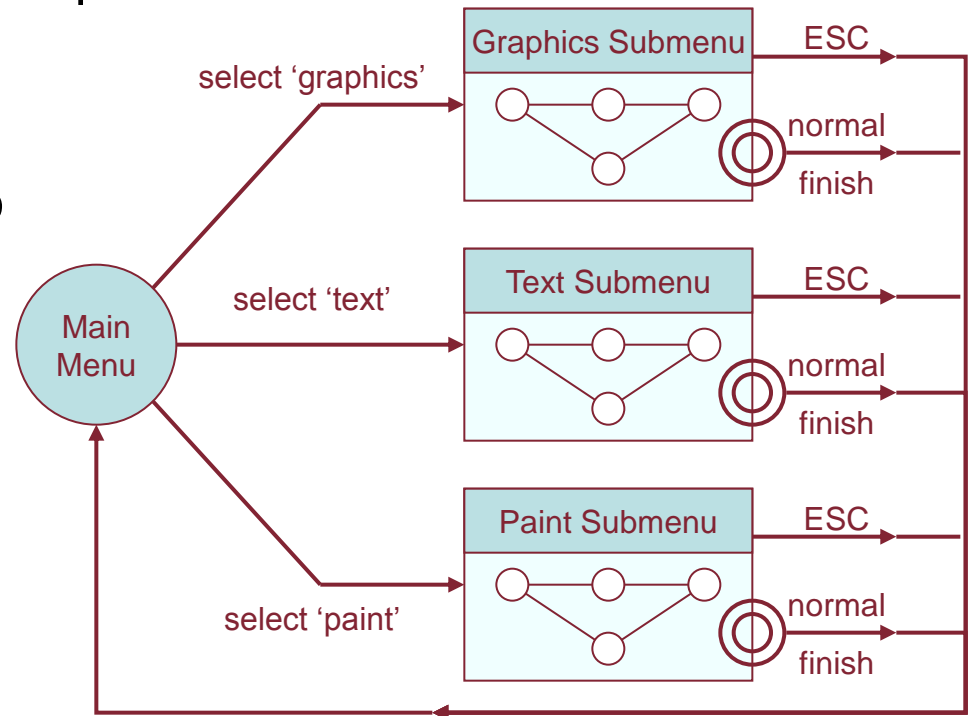 Graphics Submenu
ESC
select ‘graphics’
normal
finish
Text Submenu
ESC
select ‘text’
Main
Menu
normal
finish
Paint Submenu
ESC
select ‘paint’
normal
finish